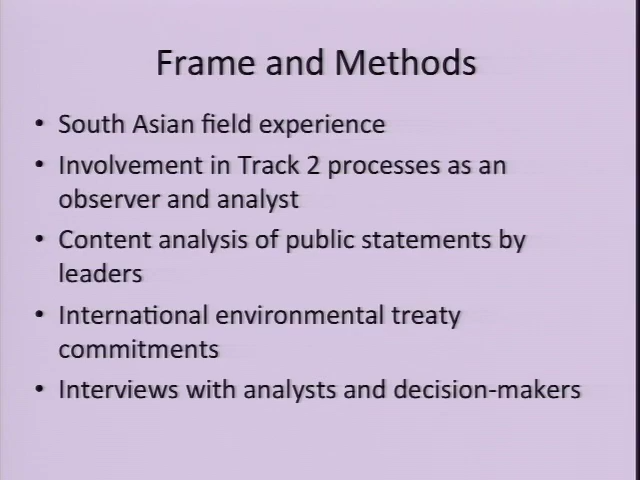 Frame and Methods
• South Asian field experience
• Involvement in Track 2 processes as an
observer and analyst
• Content analysis of public statements by
leaders
• International environmental treaty
commitments
• Interviews with analysts and decision-makers